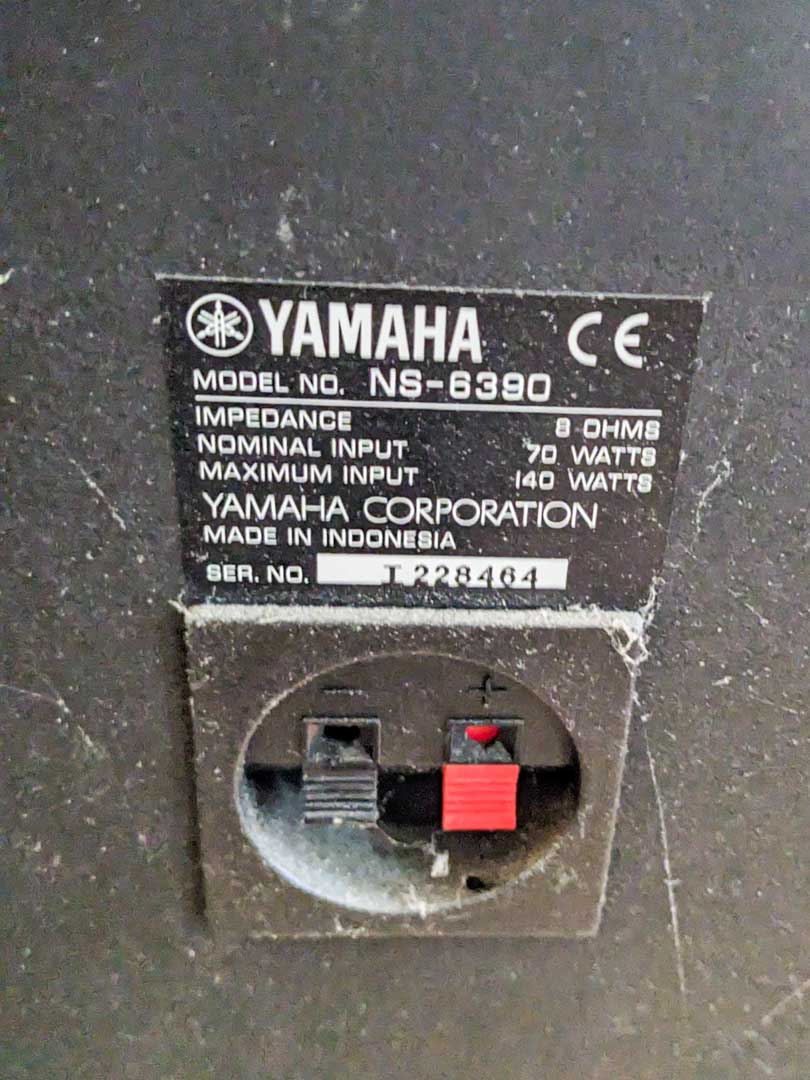 YAMAHA CE
MODEL NO. NS-6390
IMPEDANCE 8 OHMS
NOMINAL INPUT 70 WATTS
MAXIMUM INPUT 140 WATTS
YAMAHA CORPORATION
MADE IN INDONESIA
SER. NO. T 228464
− +